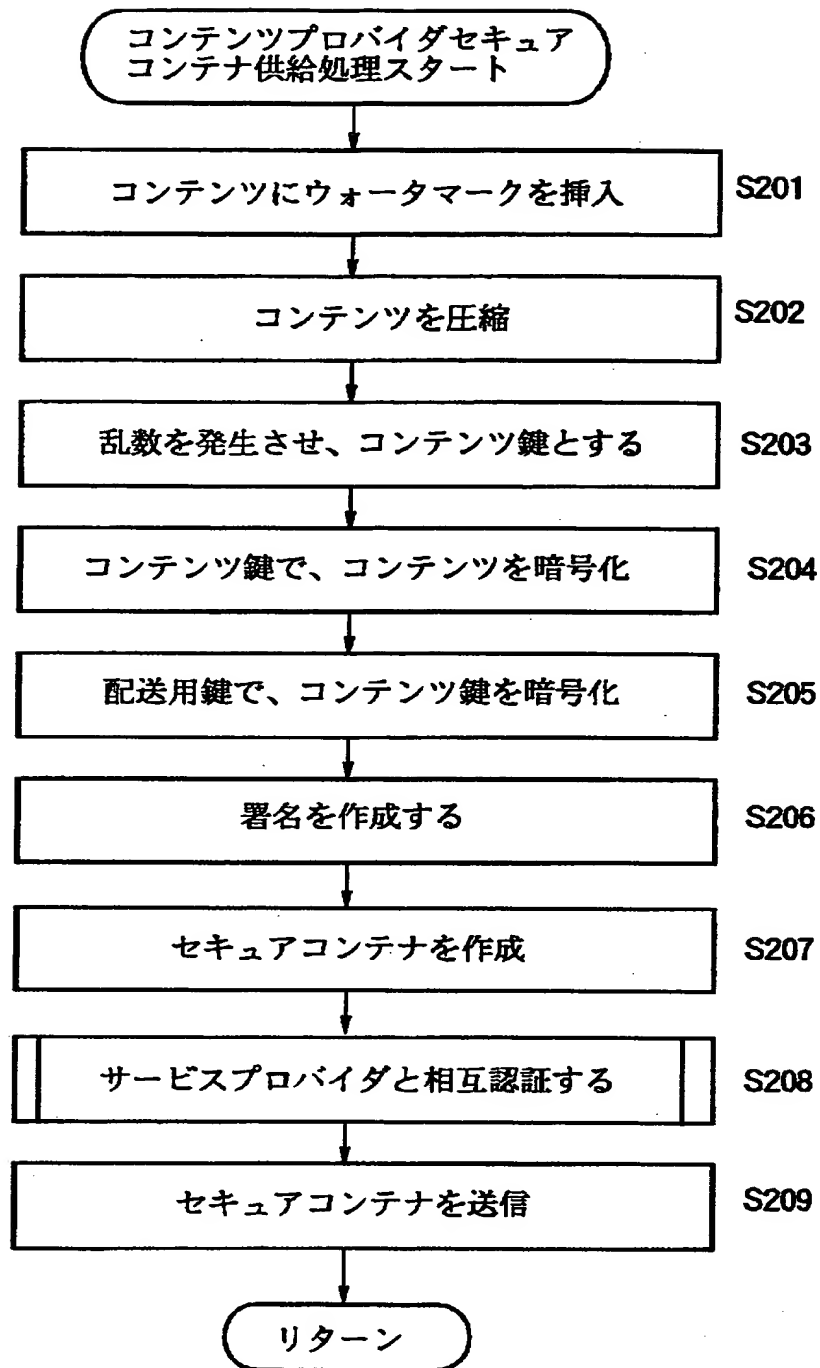 コンテンツプロバイダセキュア
コンテナ供給処理スタート
コンテンツにウォータマークを挿入 S201
コンテンツを圧縮 S202
乱数を発生させ、コンテンツ鍵とする S203
コンテンツ鍵で、コンテンツを暗号化 S204
配送用鍵で、コンテンツ鍵を暗号化 S205
署名を作成する S206
セキュアコンテナを作成 S207
サービスプロバイダと相互認証する S208
セキュアコンテナを送信 S209
リターン